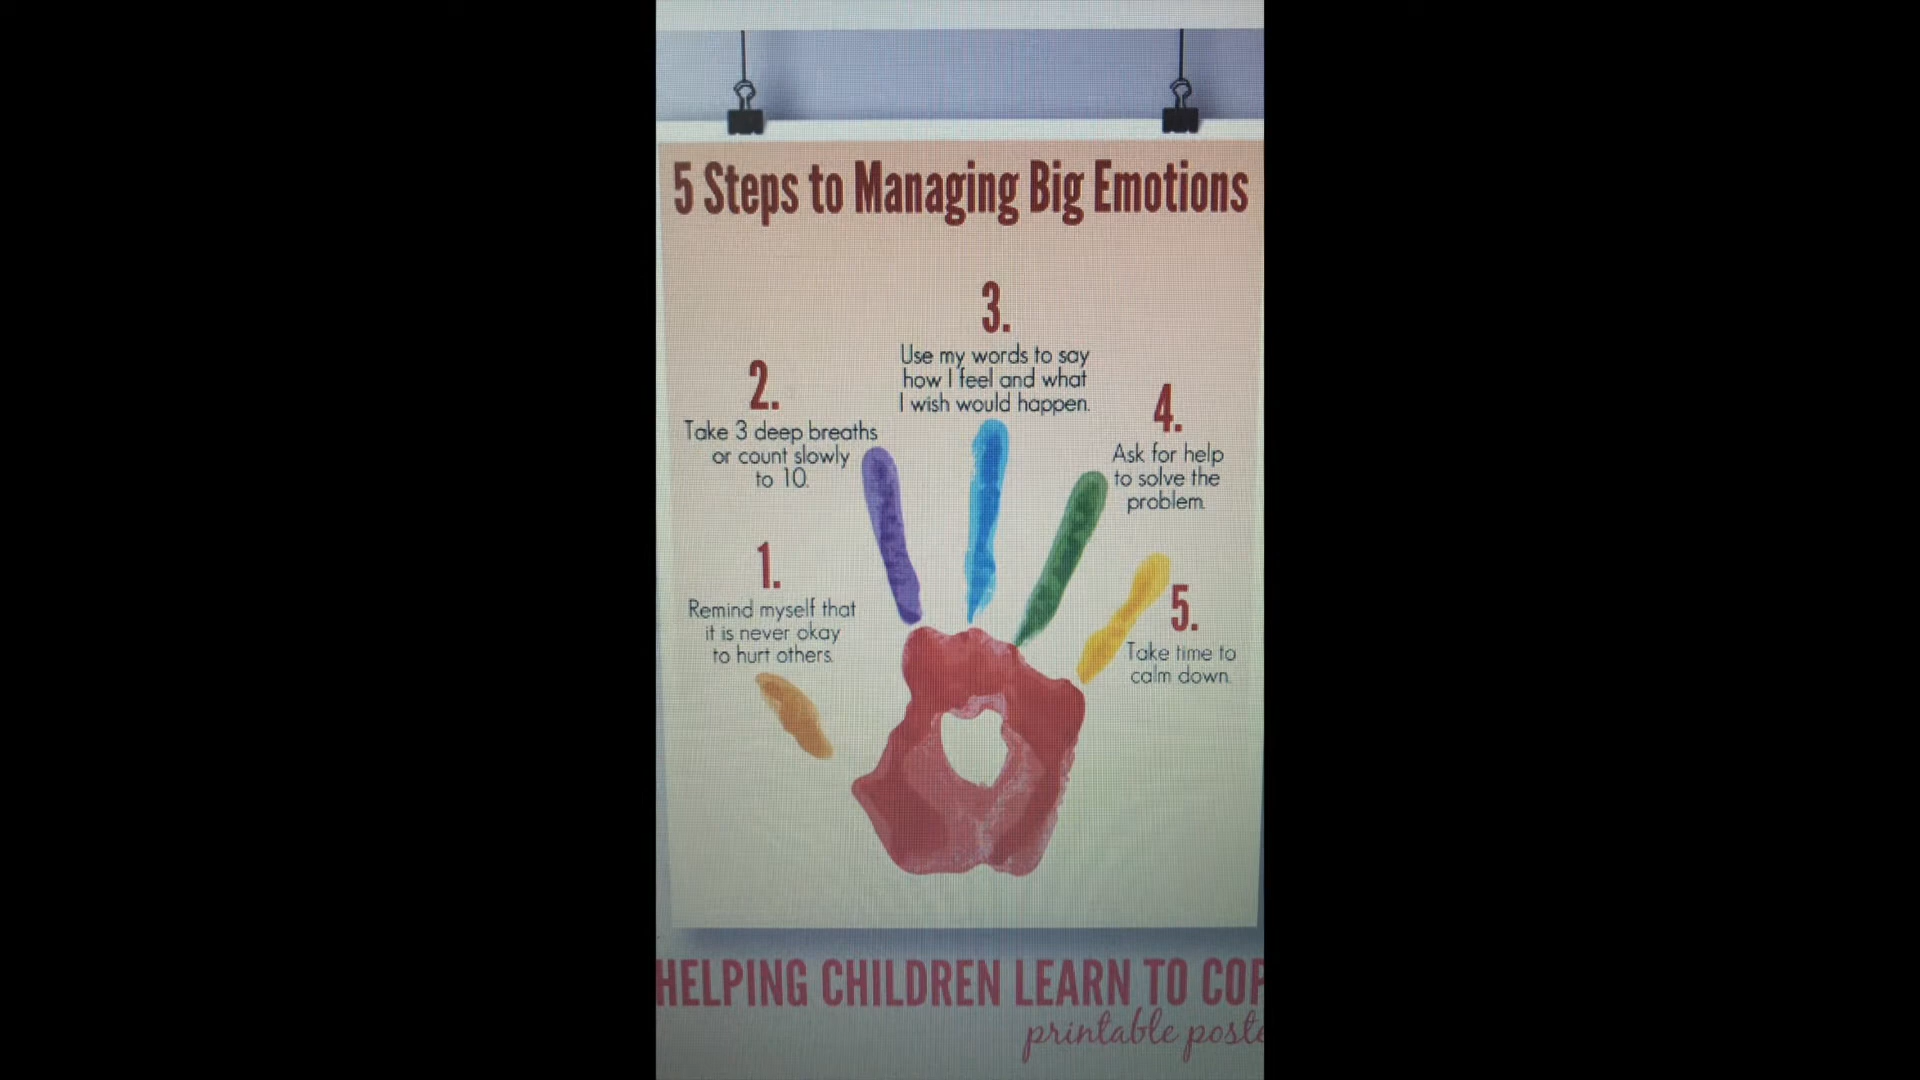 5 Steps to Managing Big Emotions
1.
Remind myself that
it is never okay
to hurt others.
2.
Take 3 deep breaths
or count slowly
to 10.
3.
Use my words to say
how I feel and what
I wish would happen.
4.
Ask for help
to solve the
problem.
5.
Take time to
calm down.
HELPING CHILDREN LEARN TO
printable